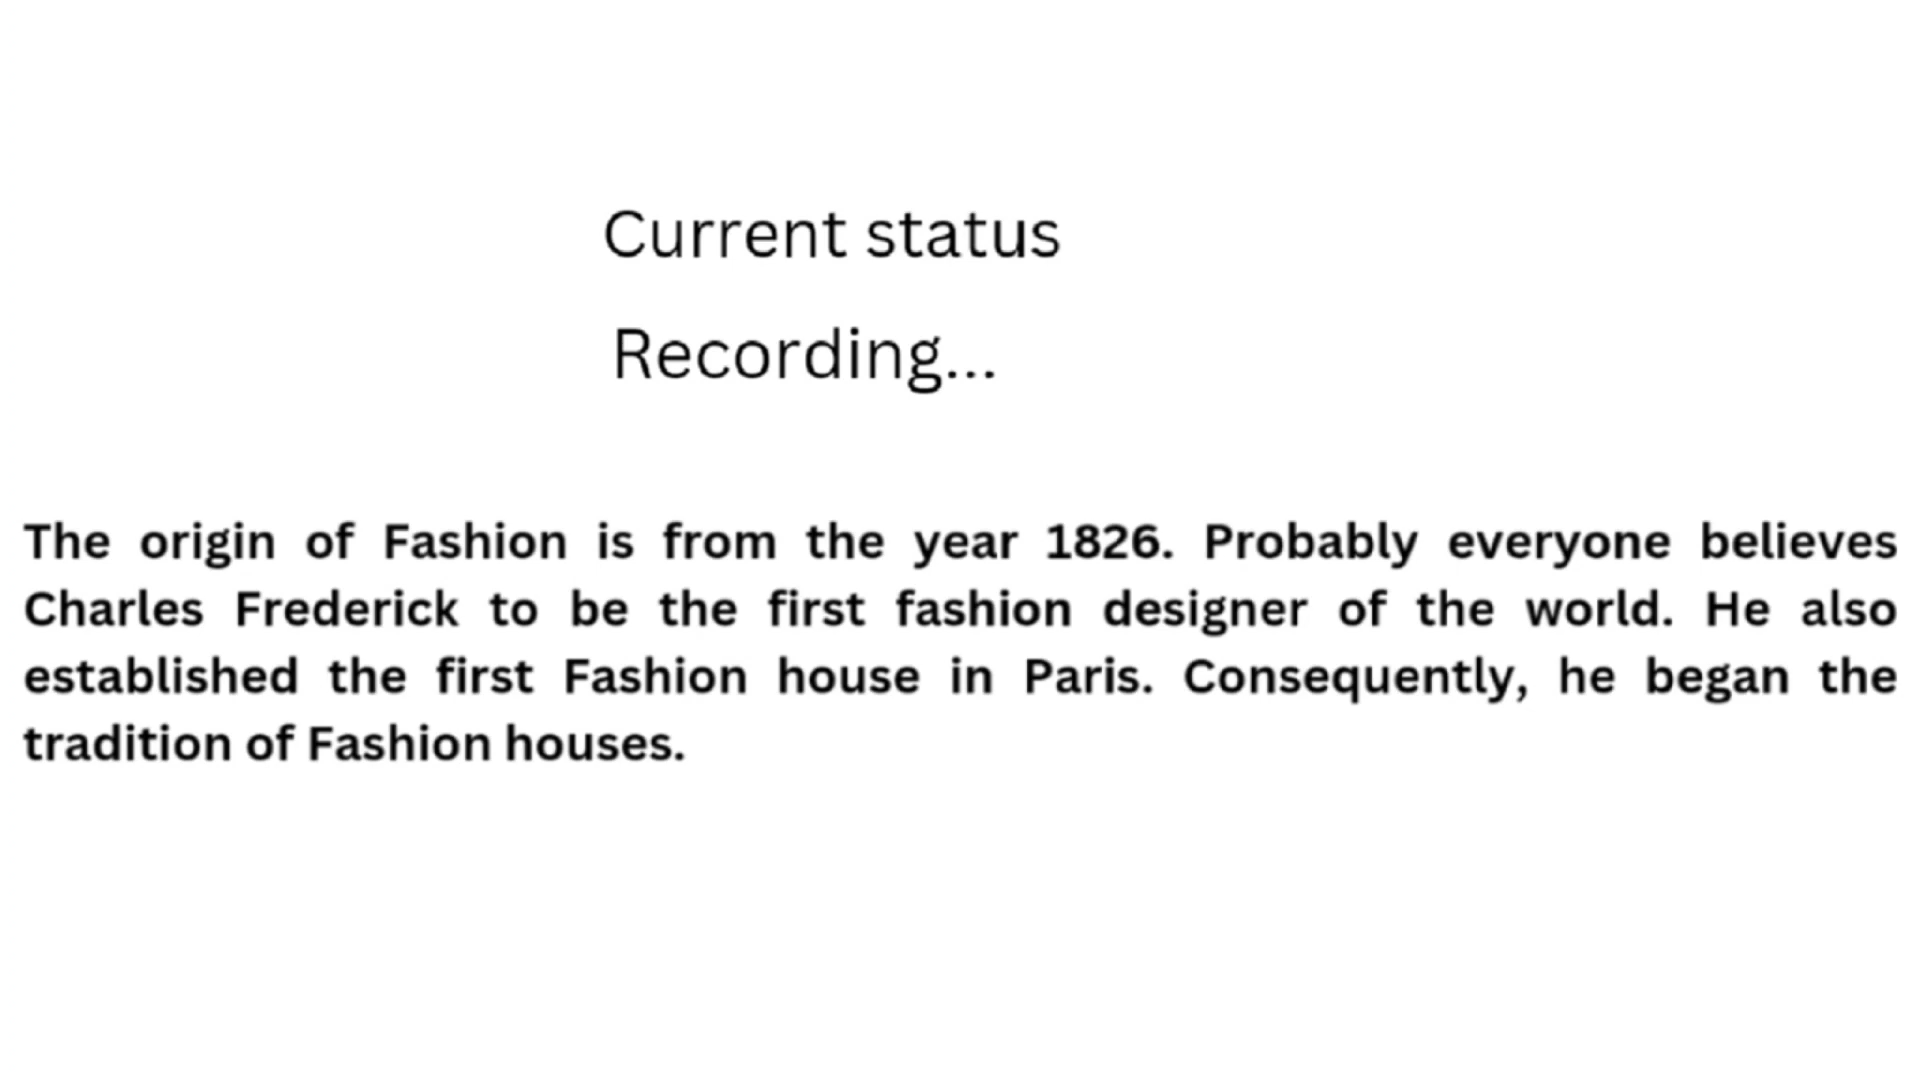 Current status
Recording...
The origin of Fashion is from the year 1826. Probably everyone believes
Charles Frederick to be the first fashion designer of the world. He also
established the first Fashion house in Paris. Consequently, he began the
tradition of Fashion houses.